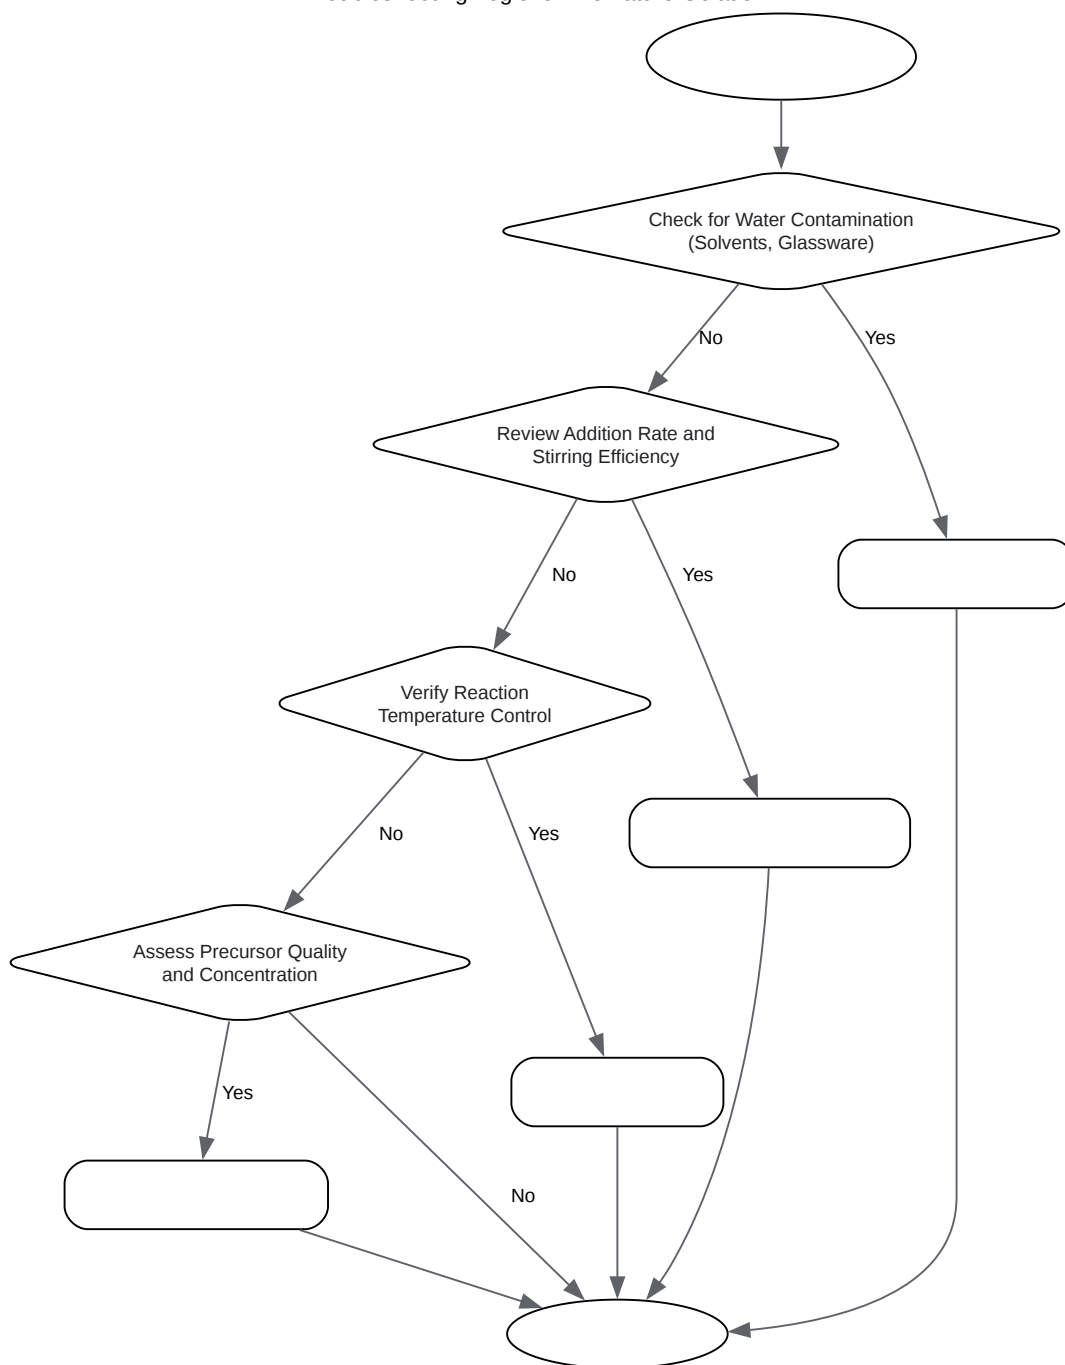 Check for Water Contamination
(Solvents, Glassware)
No
Yes
Review Addition Rate and
Stirring Efficiency
No
Yes
Verify Reaction
Temperature Control
No
Yes
Assess Precursor Quality
and Concentration
Yes
No